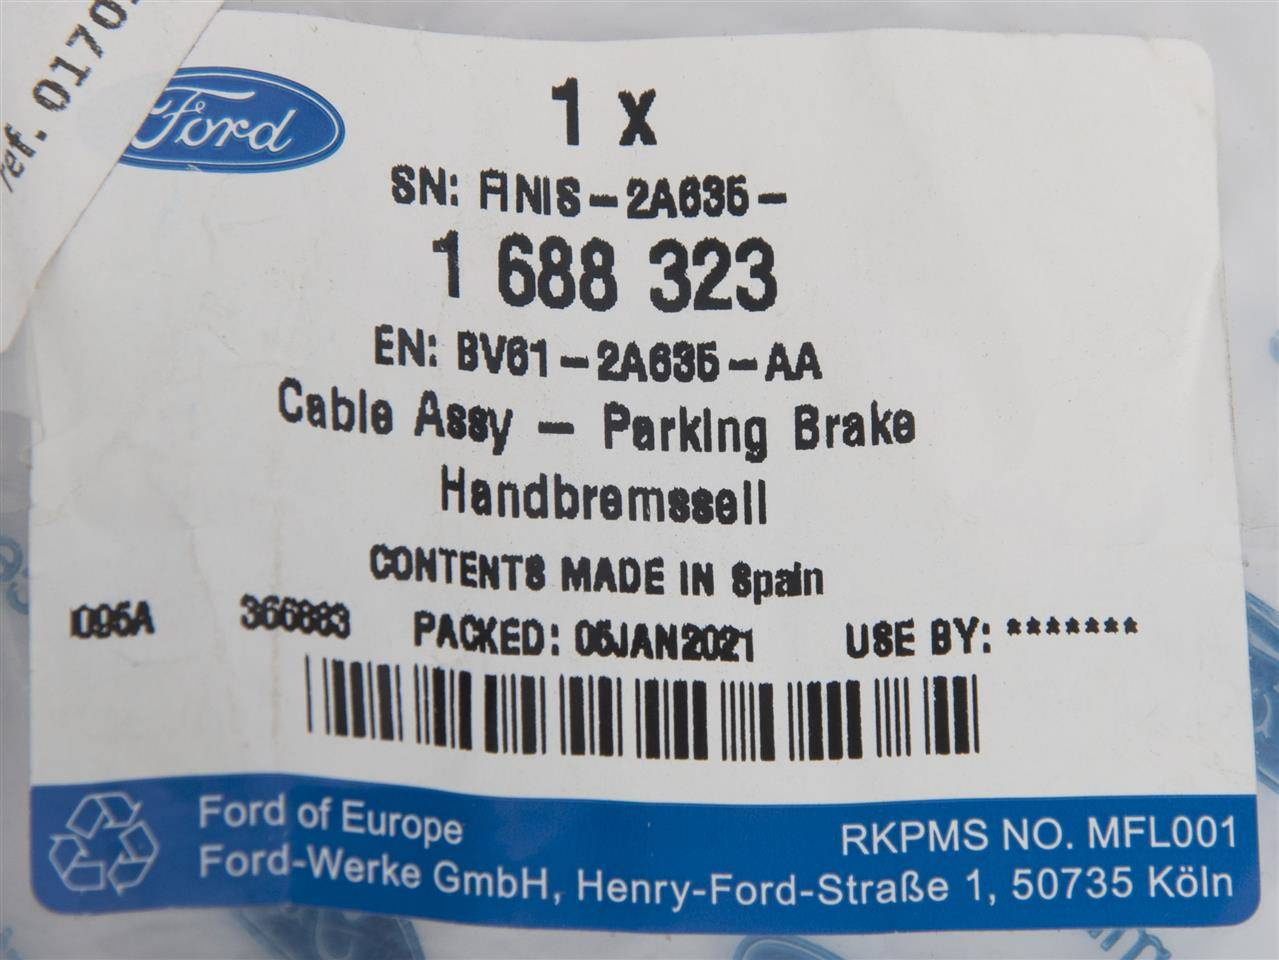 ref.
Ford
1 x
SN: FINIS-2A635-
1 688 323
EN: BV61-2A635-AA
Cable Assy - Parking Brake
Handbremsseil
CONTENTS MADE IN Spain
366883 PACKED: 05JAN2021 USE BY: *******
Ford of Europe
RKPMS NO. MFL001
Ford-Werke GmbH, Henry-Ford-Straße 1, 50735 Köln